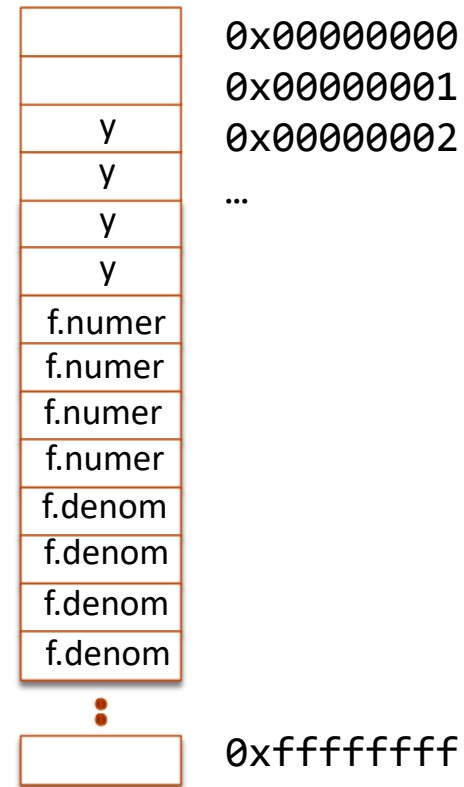 0x00000000
0x00000001
y 0x00000002
y …
y
y
f.numer
f.numer
f.numer
f.numer
f.denom
f.denom
f.denom
f.denom
0xffffffff